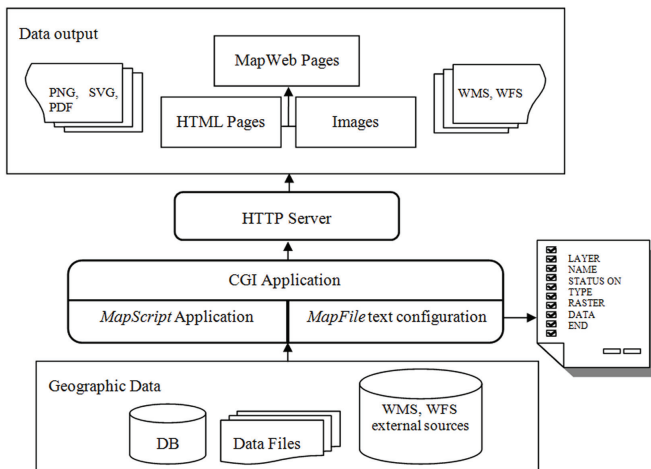 Data output
MapWeb Pages
PNG, SVG,
PDF
WMS, WFS
HTML Pages
Images
HTTP Server
CGI Application
MapScript Application
MapFile text configuration
LAYER
NAME
STATUS ON
TYPE
RASTER
DATA
END
Geographic Data
DB
Data Files
WMS, WFS
external sources